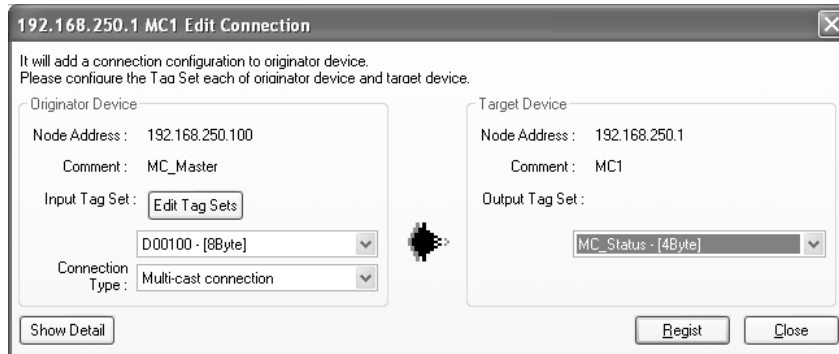 192.168.250.1 MC1 Edit Connection
It will add a connection configuration to originator device.
Please configure the Tag Set each of originator device and target device.
Originator Device
Node Address : 192.168.250.100
Comment : MC_Master
Input Tag Set : Edit Tag Sets
D00100 - [8Byte]
Connection Type : Multi-cast connection
Target Device
Node Address : 192.168.250.1
Comment : MC1
Output Tag Set :
MC_Status - [4Byte]
Show Detail
Regist
Close